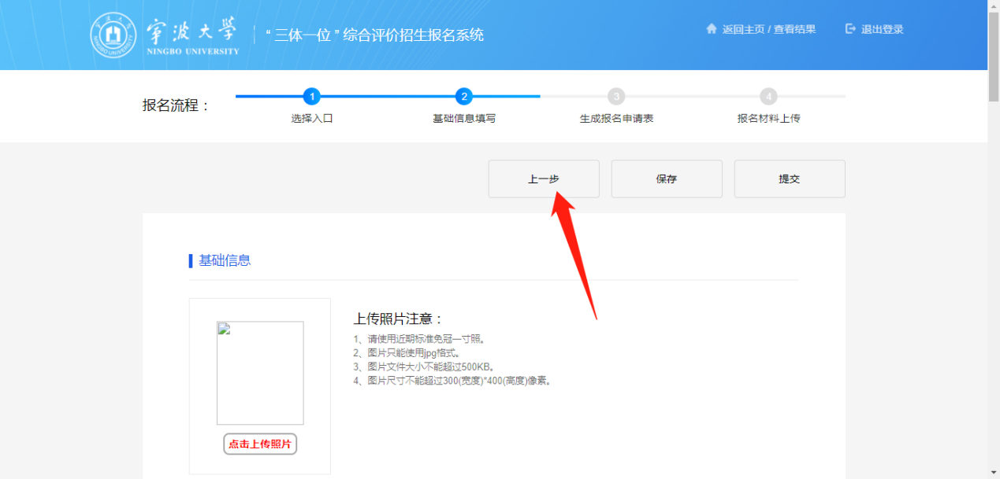 宁波大学
NINGBO UNIVERSITY
“三体一位”综合评价招生报名系统
返回主页 / 查看结果
退出登录
报名流程：
1
2
3
4
选择入口
基础信息填写
生成报名申请表
报名材料上传
上一步
保存
提交
基础信息
上传照片注意：
1、请使用近期标准免冠一寸照。
2、图片只能使用jpg格式。
3、图片文件大小不能超过500KB。
4、图片尺寸不能超过300(宽度)*400(高度)像素。
点击上传照片